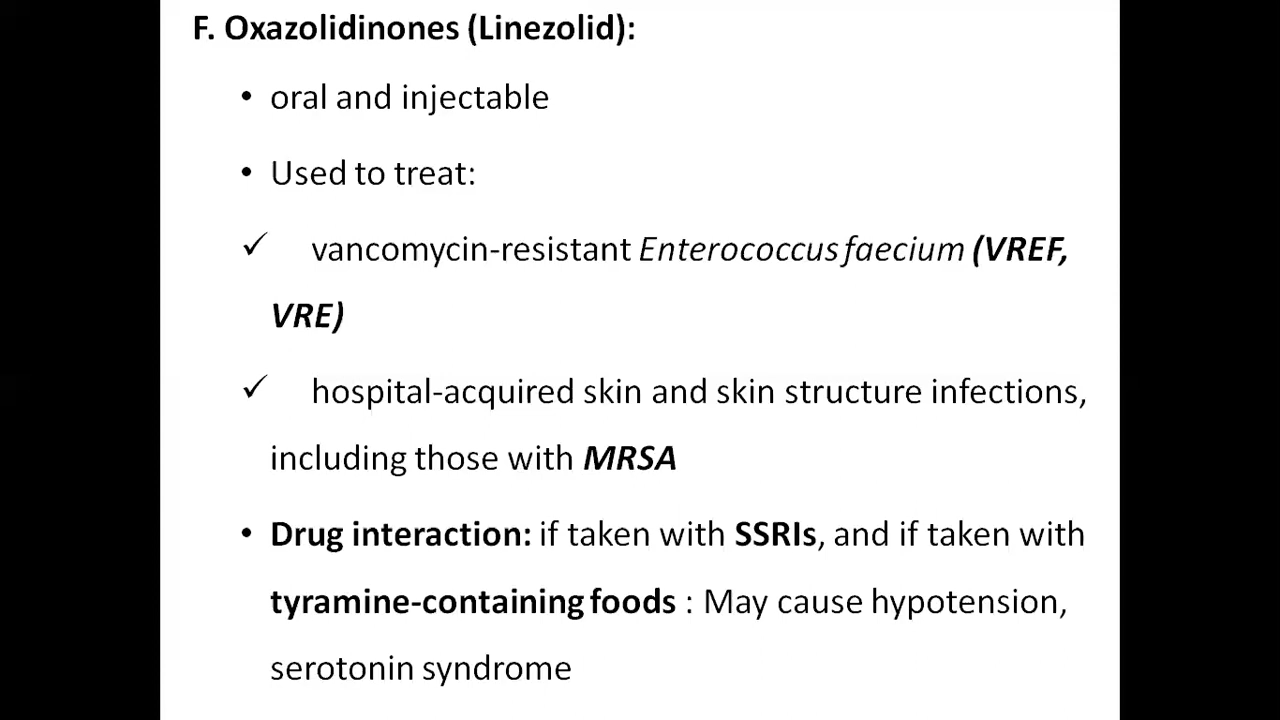 F. Oxazolidinones (Linezolid):
• oral and injectable
• Used to treat:
✓ vancomycin-resistant Enterococcus faecium (VREF,
VRE)
✓ hospital-acquired skin and skin structure infections,
including those with MRSA
• Drug interaction: if taken with SSRIs, and if taken with
tyramine-containing foods : May cause hypotension,
serotonin syndrome